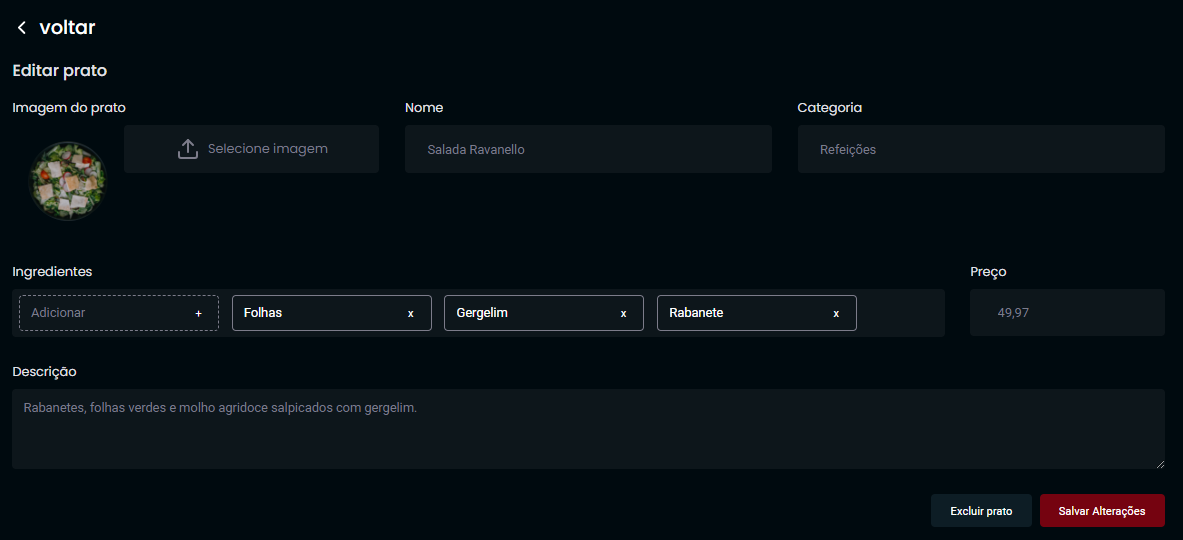 voltar
Editar prato
Imagem do prato
Nome
Categoria
Selecione imagem
Salada Ravanello
Refeições
Ingredientes
Preço
Adicionar +
Folhas x
Gergelim x
Rabanete x
49,97
Descrição
Rabanetes, folhas verdes e molho agridoce salpicados com gergelim.
Excluir prato
Salvar Alterações